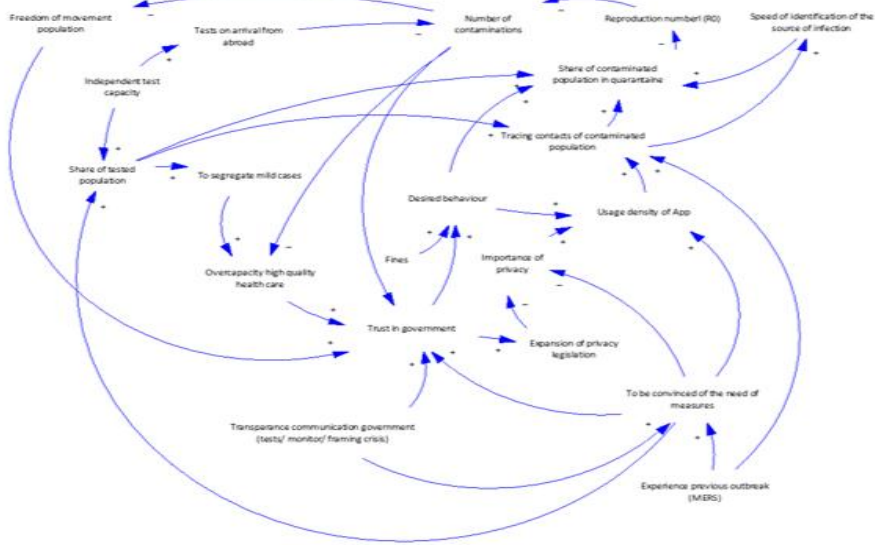 Freedom of movement
population
Tests on arrival from
abroad
Number of
contaminations
Reproduction numberl (R0)
Speed of identification of the
source of infection
Independent test
capacity
Share of contaminated
population in quarantaine
Tracing contacts of contaminated
population
Share of tested
population
To segregate mild cases
Desired behaviour
Usage density of App
Fines
Importance of
privacy
Overcapacity high quality
health care
Trust in government
Expansion of privacy
legislation
To be convinced of the need of
measures
Transparance communication government
(tests/ monitor/ framing crisis)
Experience previous outbreak
(MERS)